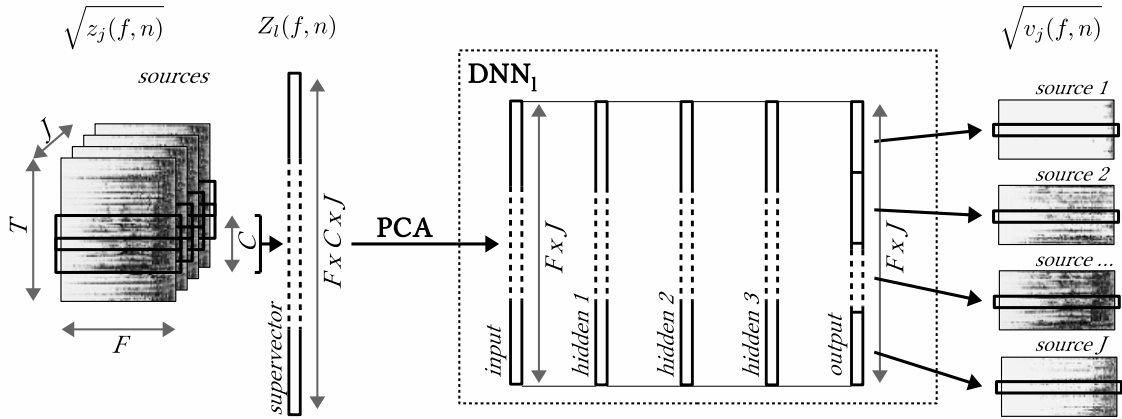 √z_j(f,n)
Z_l(f,n)
√v_j(f,n)
sources
J
T
F
C
supervector
F x C x J
PCA
DNN_l
input
F x J
hidden 1
hidden 2
hidden 3
output
F x J
source 1
source 2
source ...
source J